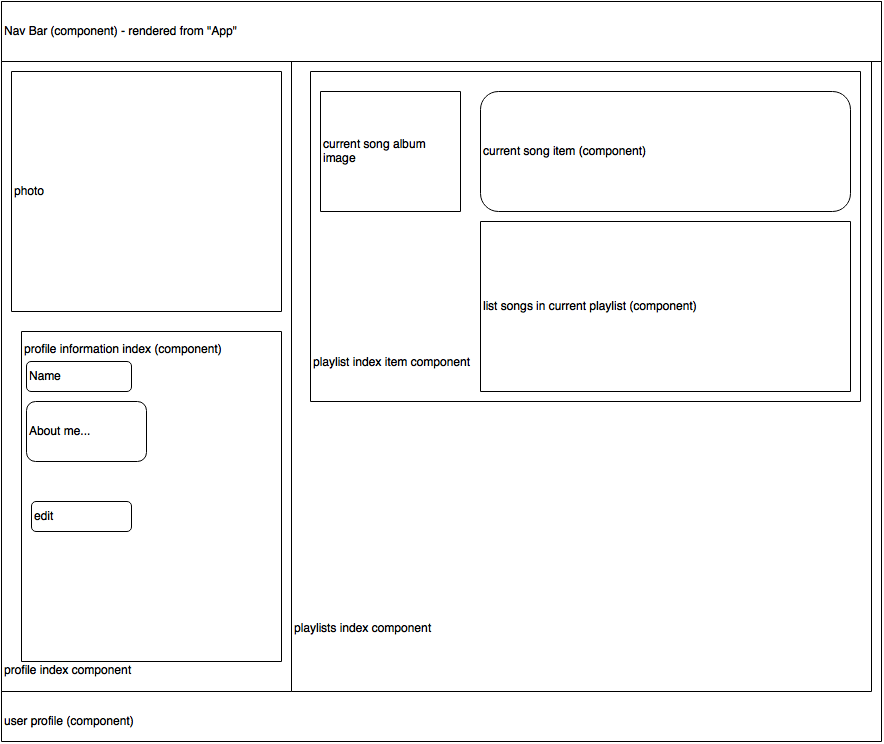 Nav Bar (component) - rendered from "App"
photo
current song album
image
current song item (component)
list songs in current playlist (component)
playlist index item component
profile information index (component)
Name
About me...
edit
playlists index component
profile index component
user profile (component)